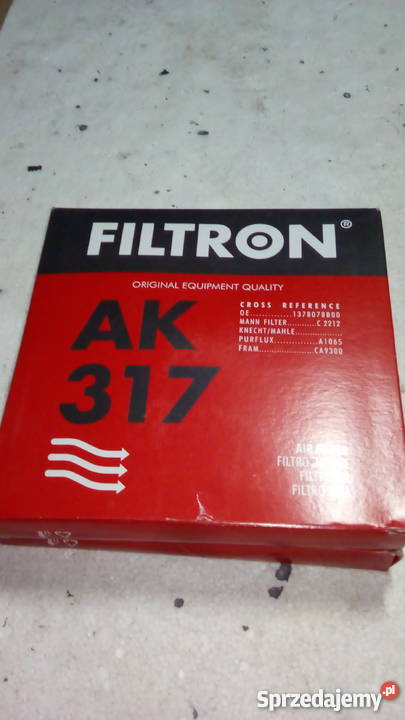 FILTRON®
ORIGINAL EQUIPMENT QUALITY
AK
317
CROSS REFERENCE
OE..............1378078B00
MANN FILTER..........C 2212
KNECHT/MAHLE................
PURFLUX...............A1065
FRAM...................CA9300
AIR
FILTRO
Sprzedajemy.pl